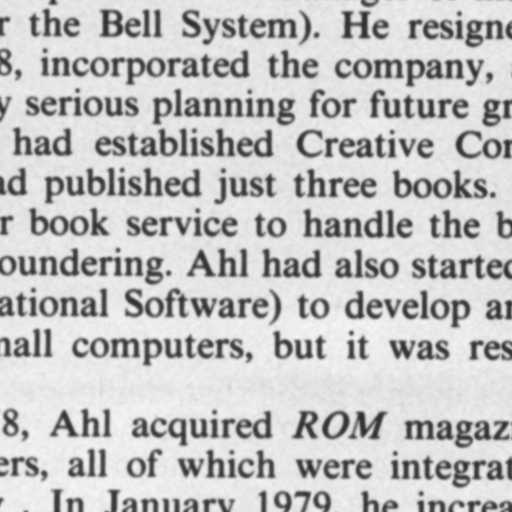 r the Bell System). He resigne
8, incorporated the company,
y serious planning for future gr
had established Creative Con
ad published just three books.
r book service to handle the b
oundering. Ahl had also started
ational Software) to develop an
nall computers, but it was res
8, Ahl acquired ROM magazi
ers, all of which were integrat
. In January 1979, he increa